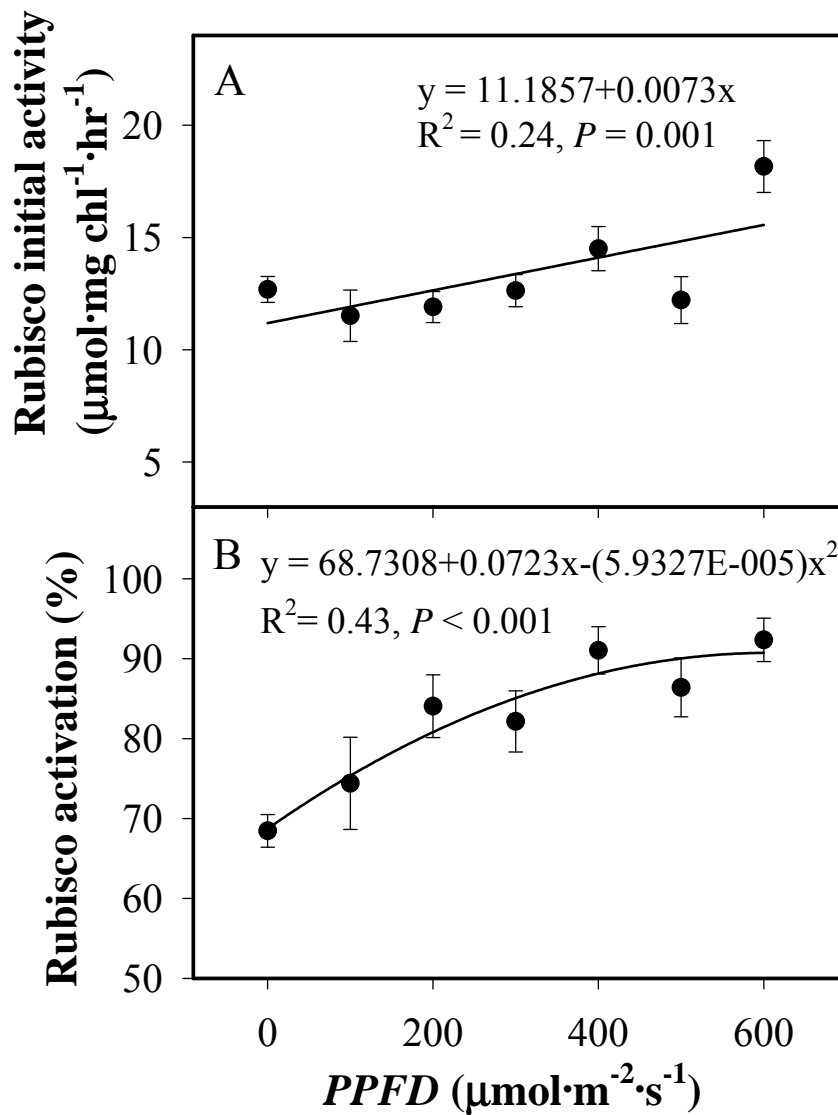 Rubisco initial activity
(μmol·mg chl⁻¹·hr⁻¹)
A
y = 11.1857+0.0073x
R² = 0.24, P = 0.001
20
15
10
5
Rubisco activation (%)
B
y = 68.7308+0.0723x-(5.9327E-005)x²
R²= 0.43, P < 0.001
100
90
80
70
60
50
0 200 400 600
PPFD (μmol·m⁻²·s⁻¹)